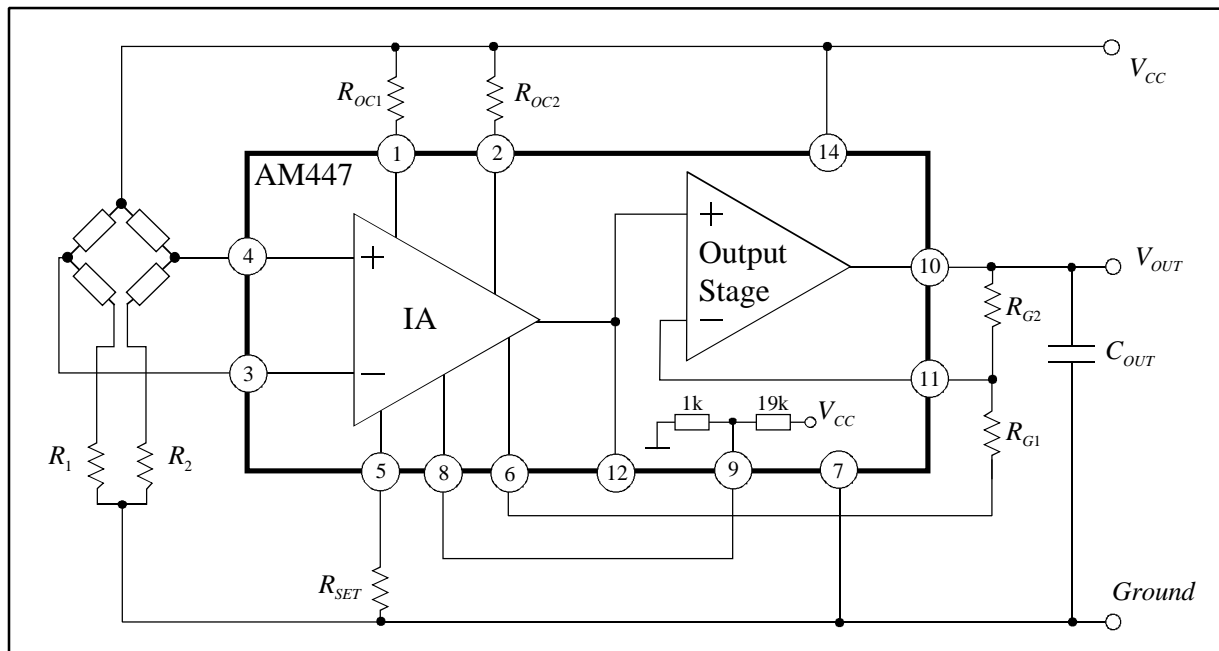 V_CC
R_OC1
R_OC2
1
2
14
AM447
4
+
+
Output
Stage
10
V_OUT
IA
−
R_G2
C_OUT
3
−
11
1k
19k
V_CC
R_G1
R_1
R_2
5
8
6
12
9
7
R_SET
Ground